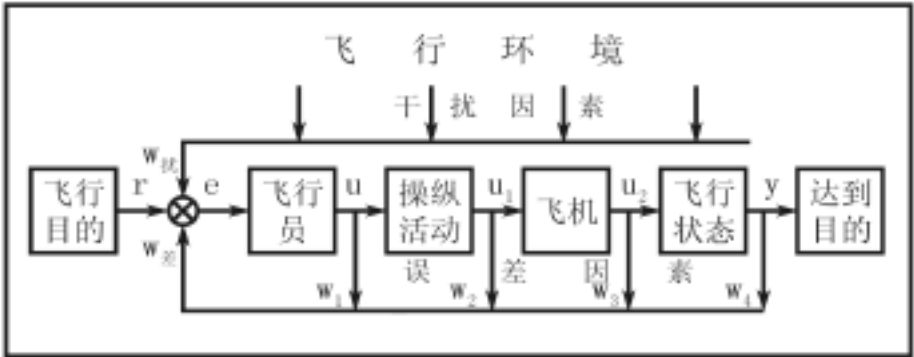 飞行环境
干扰因素
w扰
飞行目的
r
e
飞行员
u
操纵活动
u₁
飞机
u₂
飞行状态
y
达到目的
w差
误差因素
w₁
w₂
w₃
w₄